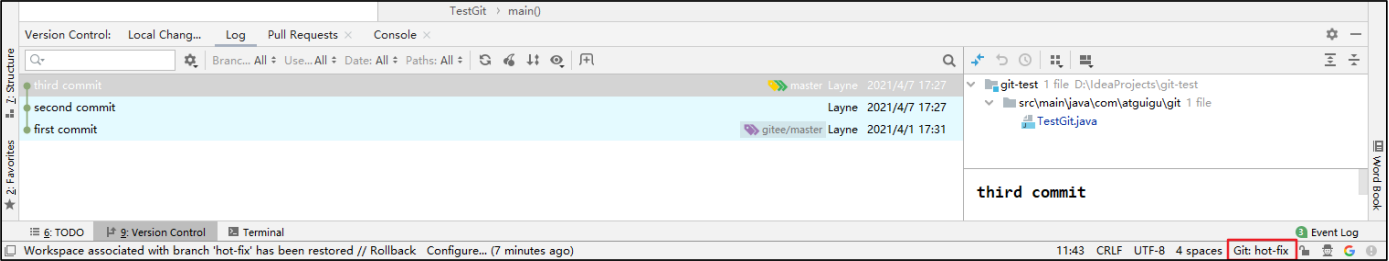 TestGit > main()
Version Control: Local Chang... Log Pull Requests × Console ×
Branc... All Use... All Date: All Paths: All
third commit master Layne 2021/4/7 17:27
second commit Layne 2021/4/7 17:27
first commit gitee/master Layne 2021/4/1 17:31
git-test 1 file D:\IdeaProjects\git-test
src\main\java\com\atguigu\git 1 file
TestGit.java
third commit
7: Structure
2: Favorites
Word Book
6: TODO 9: Version Control Terminal 3 Event Log
Workspace associated with branch 'hot-fix' has been restored // Rollback Configure... (7 minutes ago) 11:43 CRLF UTF-8 4 spaces Git: hot-fix